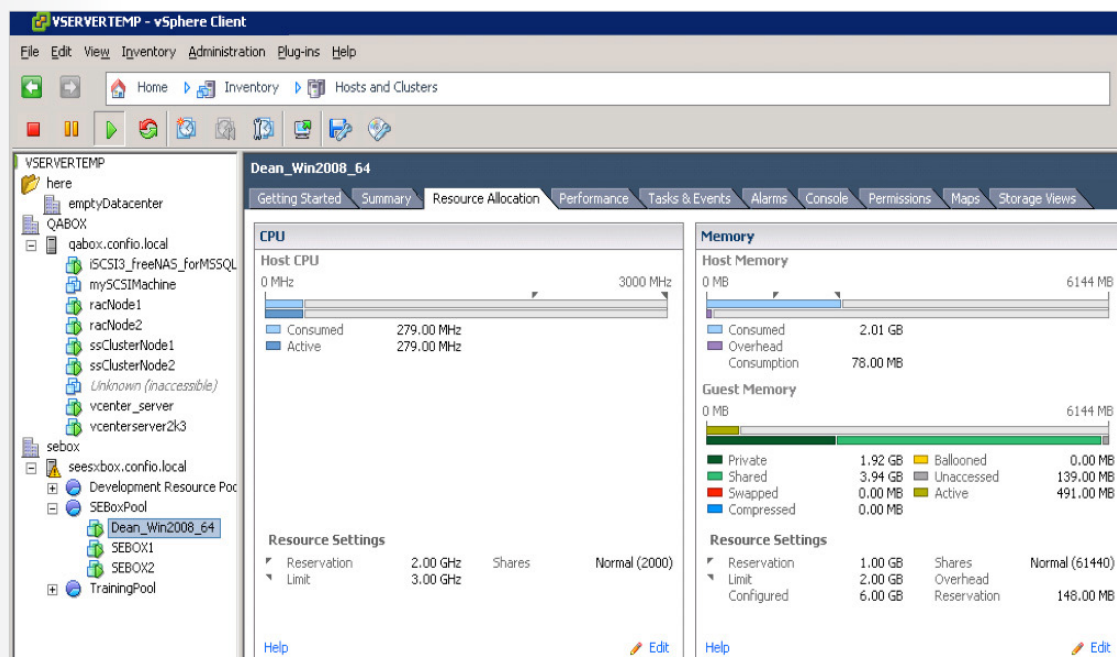 VSERVERTEMP - vSphere Client
File Edit View Inventory Administration Plug-ins Help
Home Inventory Hosts and Clusters
VSERVERTEMP
here
emptyDatacenter
QABOX
qabox.confio.local
iSCSI3_freeNAS_forMSSQL
mySCSIMachine
racNode1
racNode2
ssClusterNode1
ssClusterNode2
Unknown (inaccessible)
vcenter_server
vcenterserver2k3
sebox
seesxbox.confio.local
Development Resource Poo
SEBoxPool
Dean_Win2008_64
SEBOX1
SEBOX2
TrainingPool
Dean_Win2008_64
Getting Started Summary Resource Allocation Performance Tasks & Events Alarms Console Permissions Maps Storage Views
CPU
Host CPU
0 MHz 3000 MHz
Consumed 279.00 MHz
Active 279.00 MHz
Resource Settings
Reservation 2.00 GHz Shares Normal (2000)
Limit 3.00 GHz
Help Edit
Memory
Host Memory
0 MB 6144 MB
Consumed 2.01 GB
Overhead
Consumption 78.00 MB
Guest Memory
0 MB 6144 MB
Private 1.92 GB Ballooned 0.00 MB
Shared 3.94 GB Unaccessed 139.00 MB
Swapped 0.00 MB Active 491.00 MB
Compressed 0.00 MB
Resource Settings
Reservation 1.00 GB Shares Normal (61440)
Limit 2.00 GB Overhead
Configured 6.00 GB Reservation 148.00 MB
Help Edit